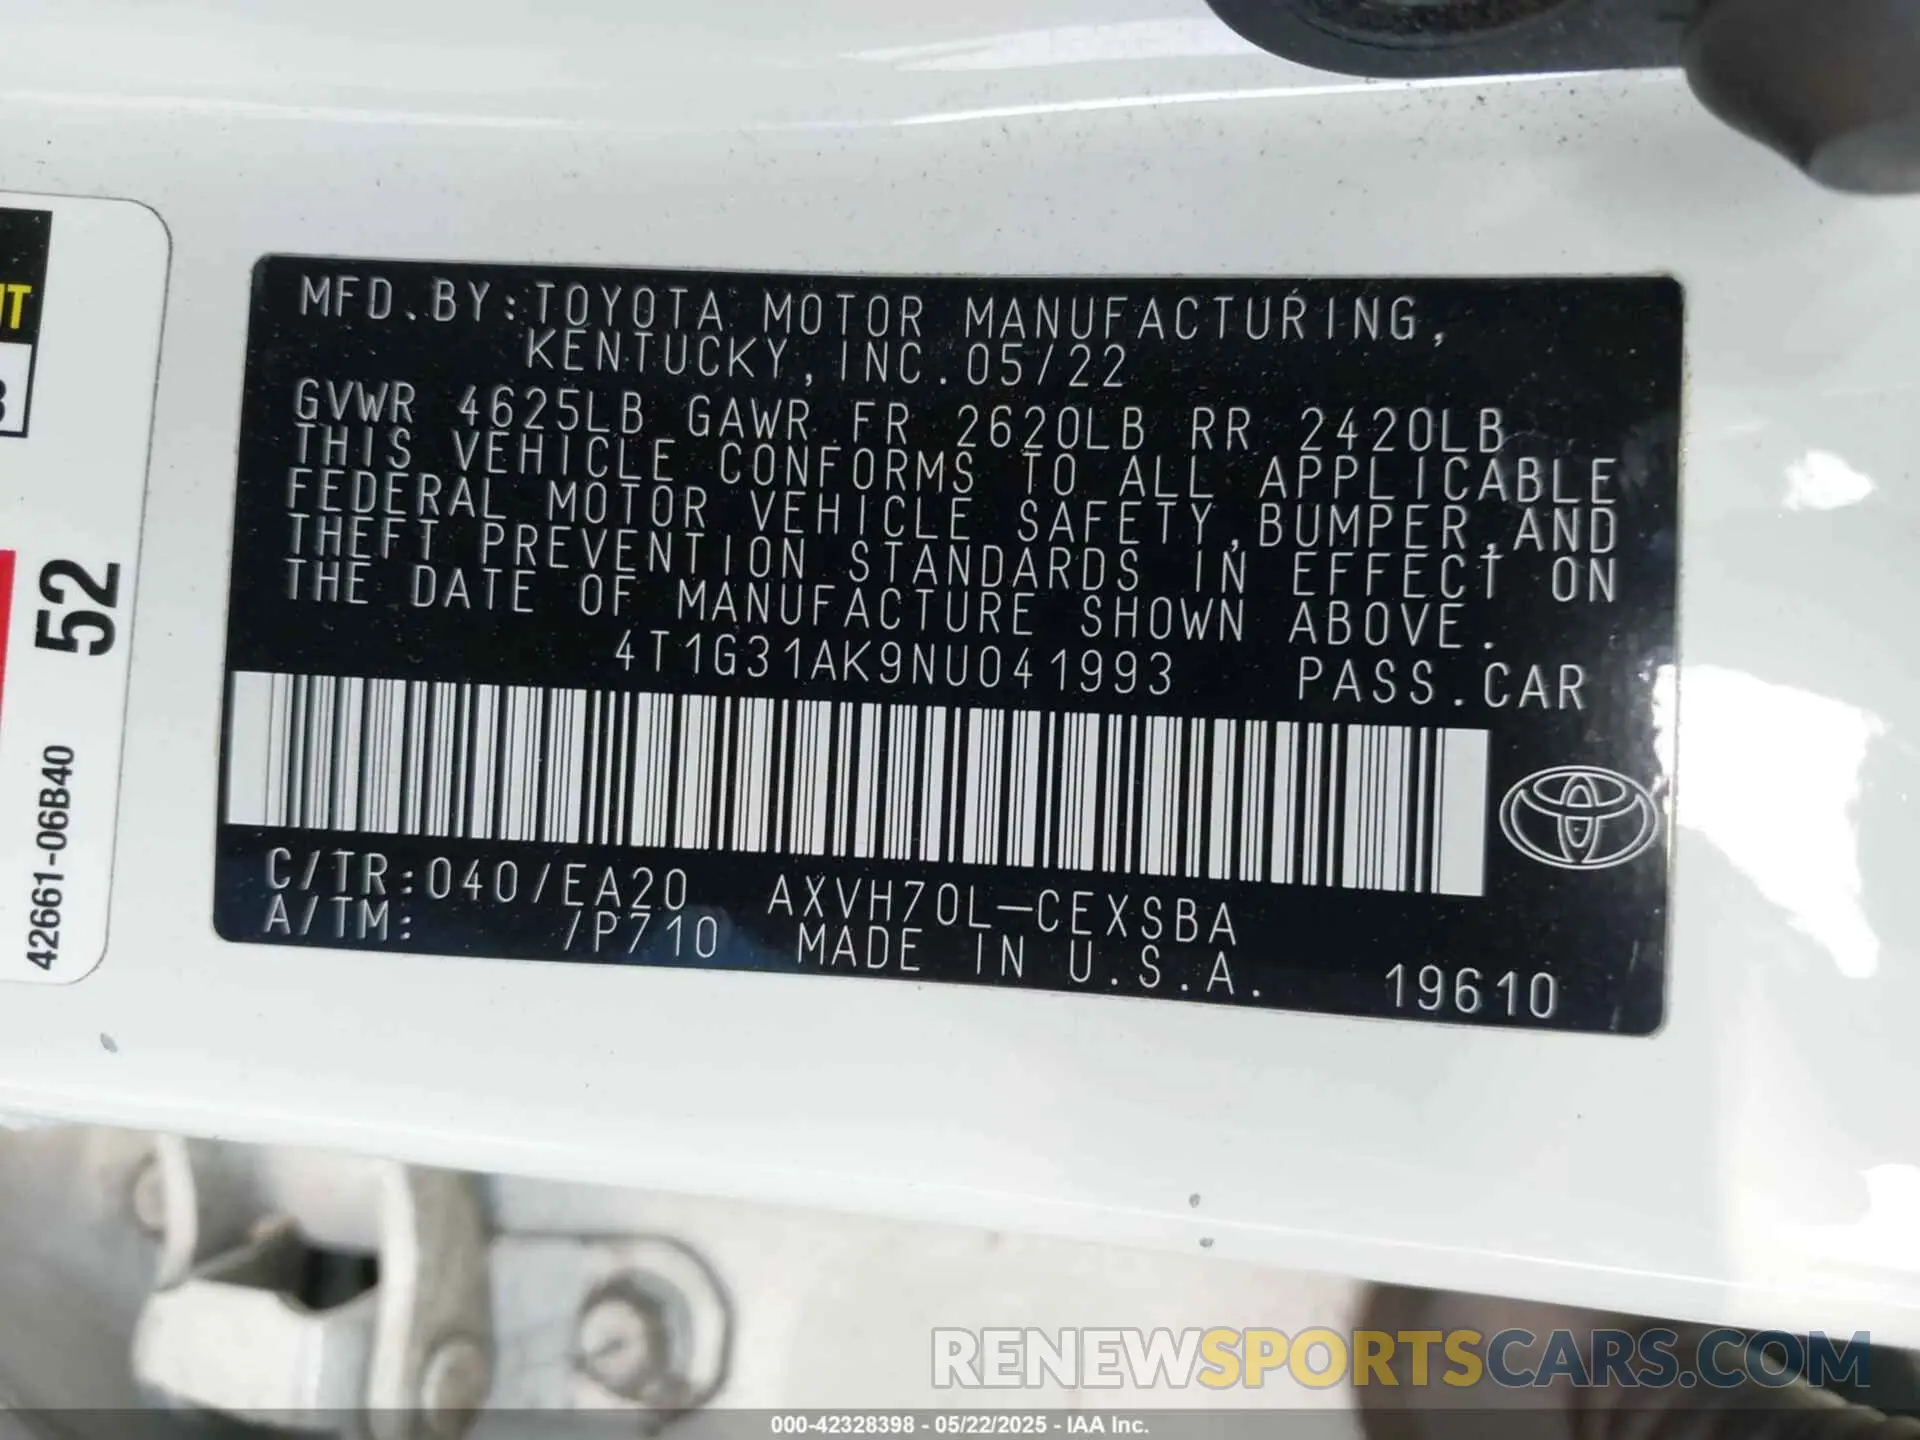 MFD.BY:TOYOTA MOTOR MANUFACTURING,
KENTUCKY,INC.05/22
GVWR 4625LB GAWR FR 2620LB RR 2420LB
THIS VEHICLE CONFORMS TO ALL APPLICABLE
FEDERAL MOTOR VEHICLE SAFETY,BUMPER,AND
THEFT PREVENTION STANDARDS IN EFFECT ON
THE DATE OF MANUFACTURE SHOWN ABOVE.
4T1G31AK9NU041993 PASS.CAR
C/TR:040/EA20 AXVH70L-CEXSBA
A/TM: /P710 MADE IN U.S.A.
19610
52
42661-06B40
RENEWSPORTSCARS.COM
000-42328398 - 05/22/2025 - IAA Inc.